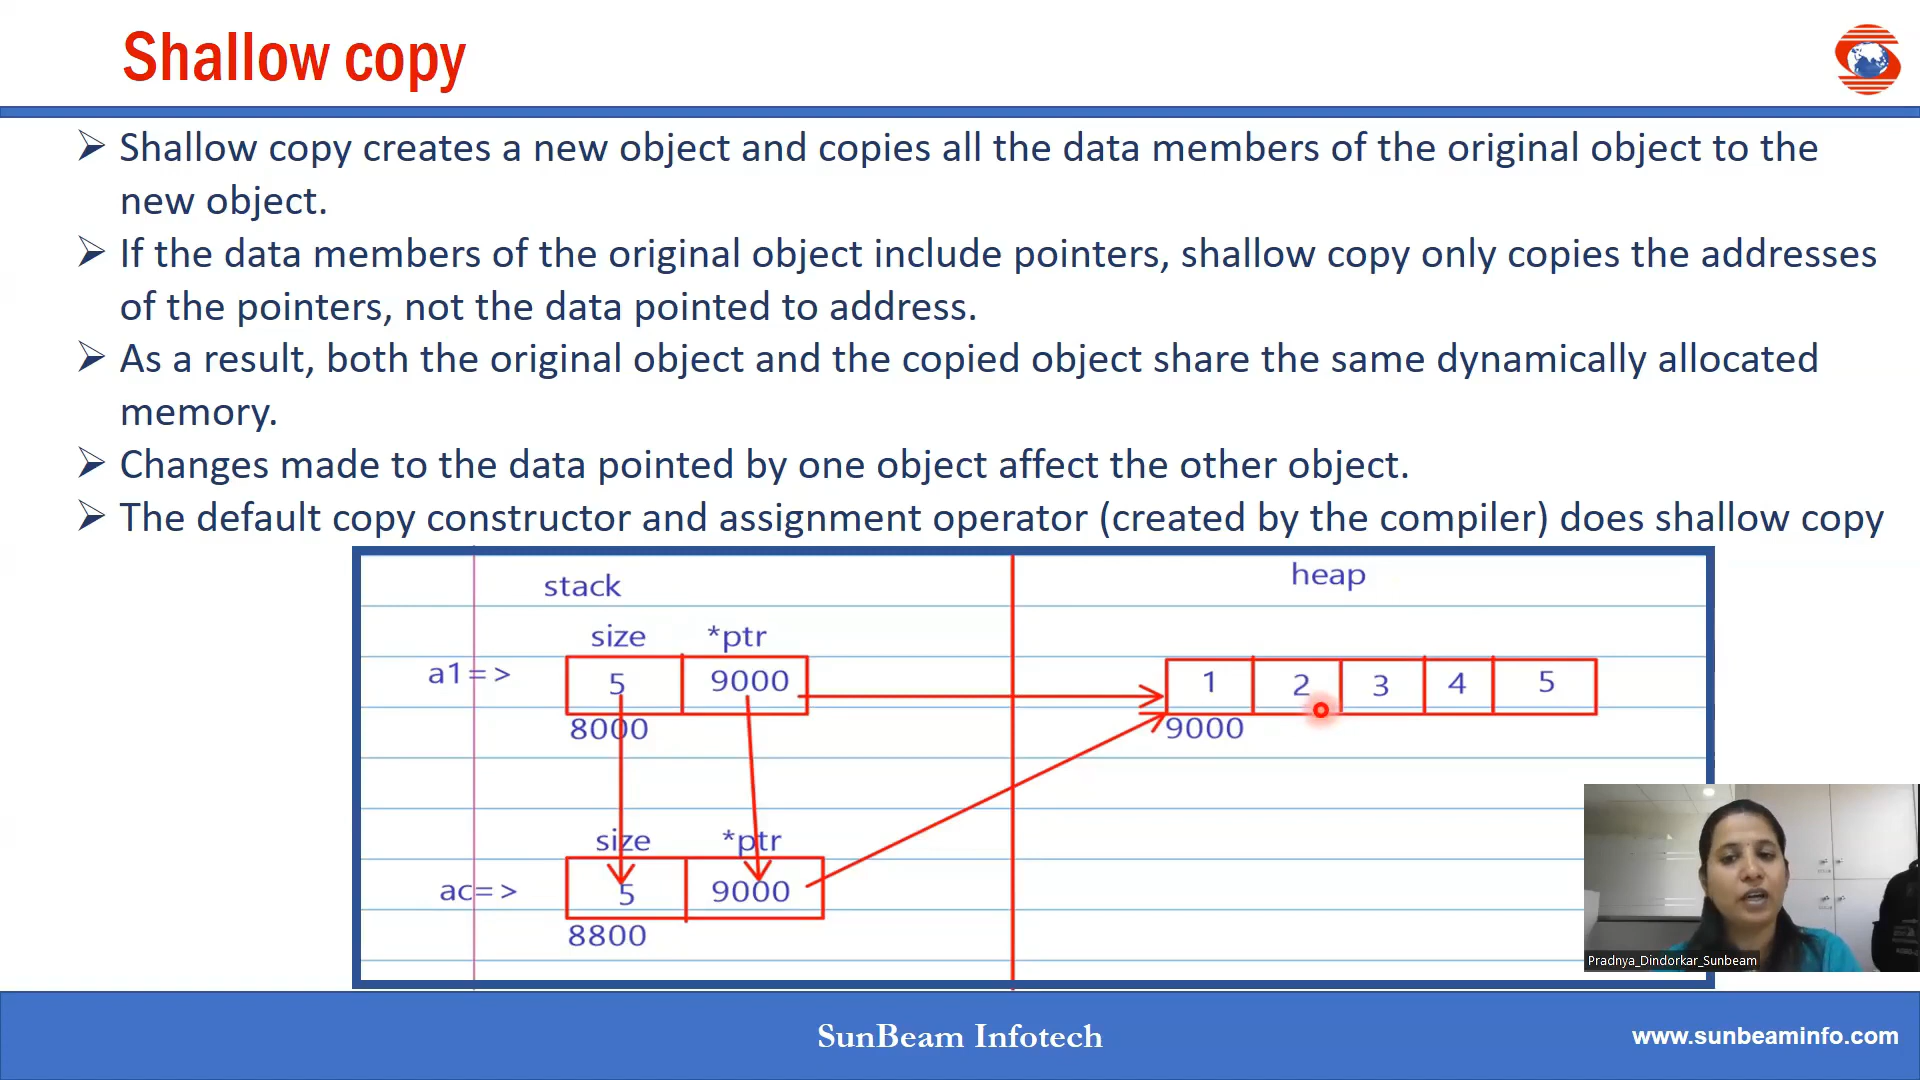 Shallow copy
Shallow copy creates a new object and copies all the data members of the original object to the
new object.
If the data members of the original object include pointers, shallow copy only copies the addresses
of the pointers, not the data pointed to address.
As a result, both the original object and the copied object share the same dynamically allocated
memory.
Changes made to the data pointed by one object affect the other object.
The default copy constructor and assignment operator (created by the compiler) does shallow copy
stack
heap
size *ptr
a1=> 5 9000
8000
1 2 3 4 5
9000
size *ptr
ac=> 5 9000
8800
Pradnya_Dindorkar_Sunbeam
SunBeam Infotech
www.sunbeaminfo.com